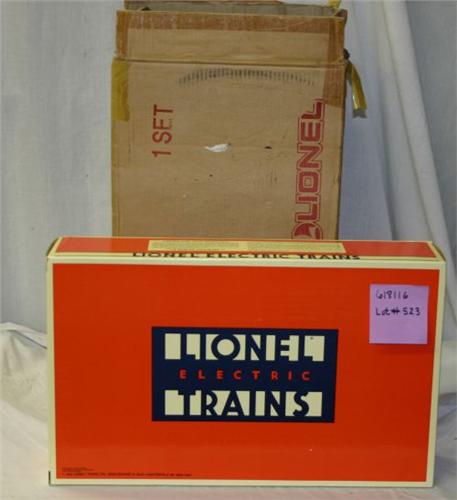 1 SET
LIONEL
LIONEL ELECTRIC TRAINS
618116
Lot# 523
LIONEL
ELECTRIC
TRAINS